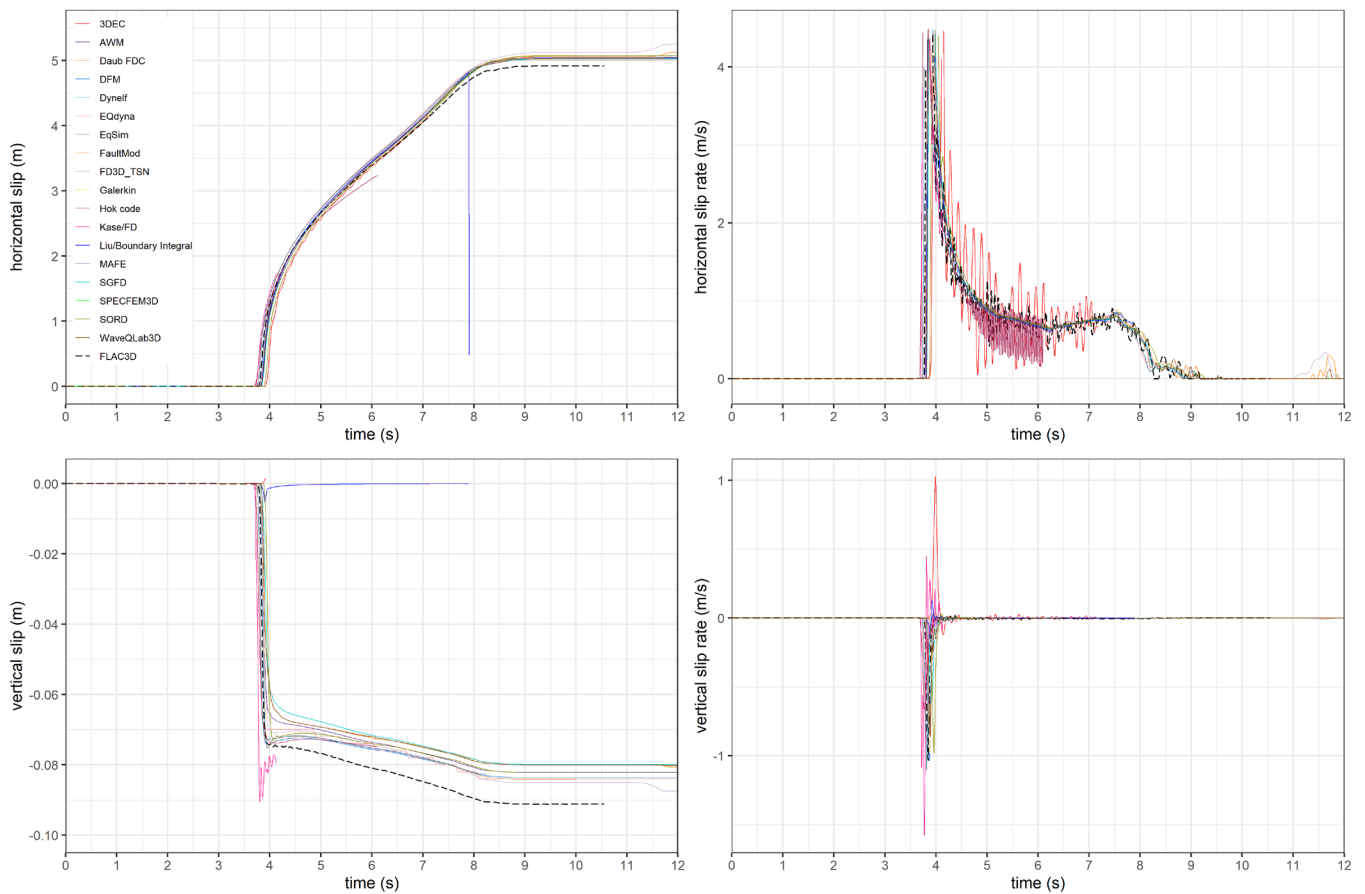 horizontal slip (m)
5
4
3
2
1
0
3DEC
AWM
Daub FDC
DFM
Dynelf
EQdyna
EqSim
FaultMod
FD3D_TSN
Galerkin
Hok code
Kase/FD
Liu/Boundary Integral
MAFE
SGFD
SPECFEM3D
SORD
WaveQLab3D
FLAC3D
0 1 2 3 4 5 6 7 8 9 10 11 12
time (s)
horizontal slip rate (m/s)
4
2
0
0 1 2 3 4 5 6 7 8 9 10 11 12
time (s)
vertical slip (m)
0.00
-0.02
-0.04
-0.06
-0.08
-0.10
0 1 2 3 4 5 6 7 8 9 10 11 12
time (s)
vertical slip rate (m/s)
1
0
-1
0 1 2 3 4 5 6 7 8 9 10 11 12
time (s)